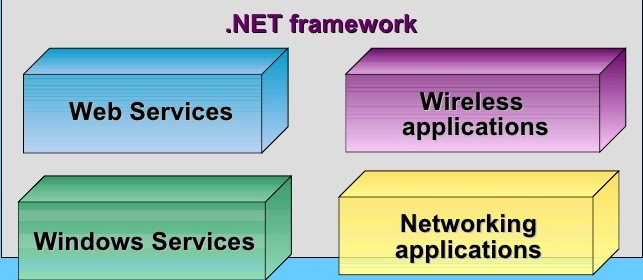 .NET framework
Web Services
Wireless
applications
Windows Services
Networking
applications